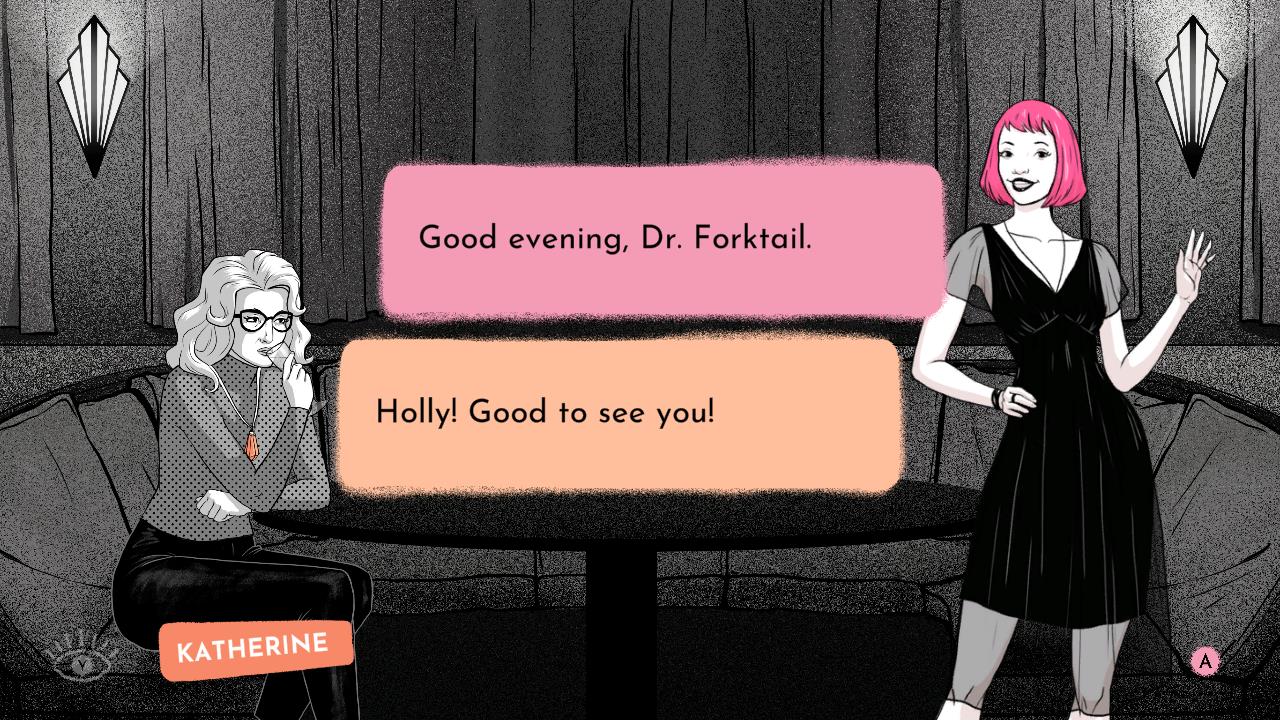 Good evening, Dr. Forktail.
Holly! Good to see you!
KATHERINE
Y
A